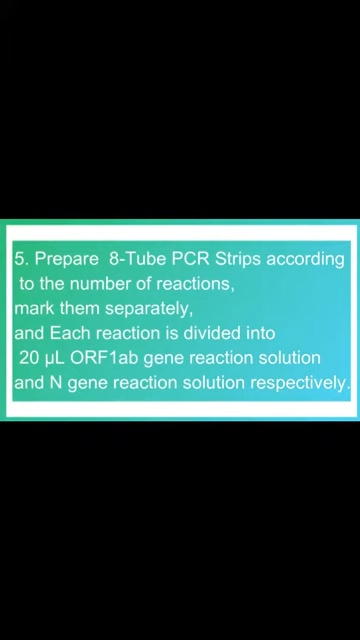 5. Prepare  8-Tube PCR Strips according
to the number of reactions,
mark them separately,
and Each reaction is divided into
20 µL ORF1ab gene reaction solution
and N gene reaction solution respectively.